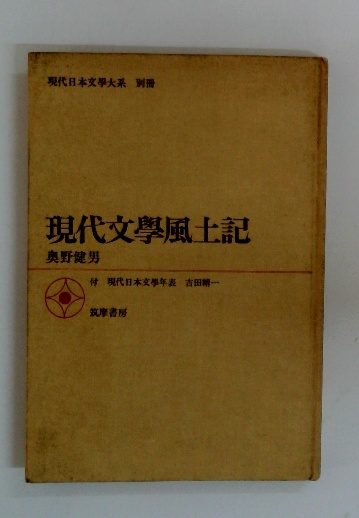 現代日本文學大系 別冊
現代文學風土記
奥野健男
付 現代日本文學年表 吉田精一
筑摩書房